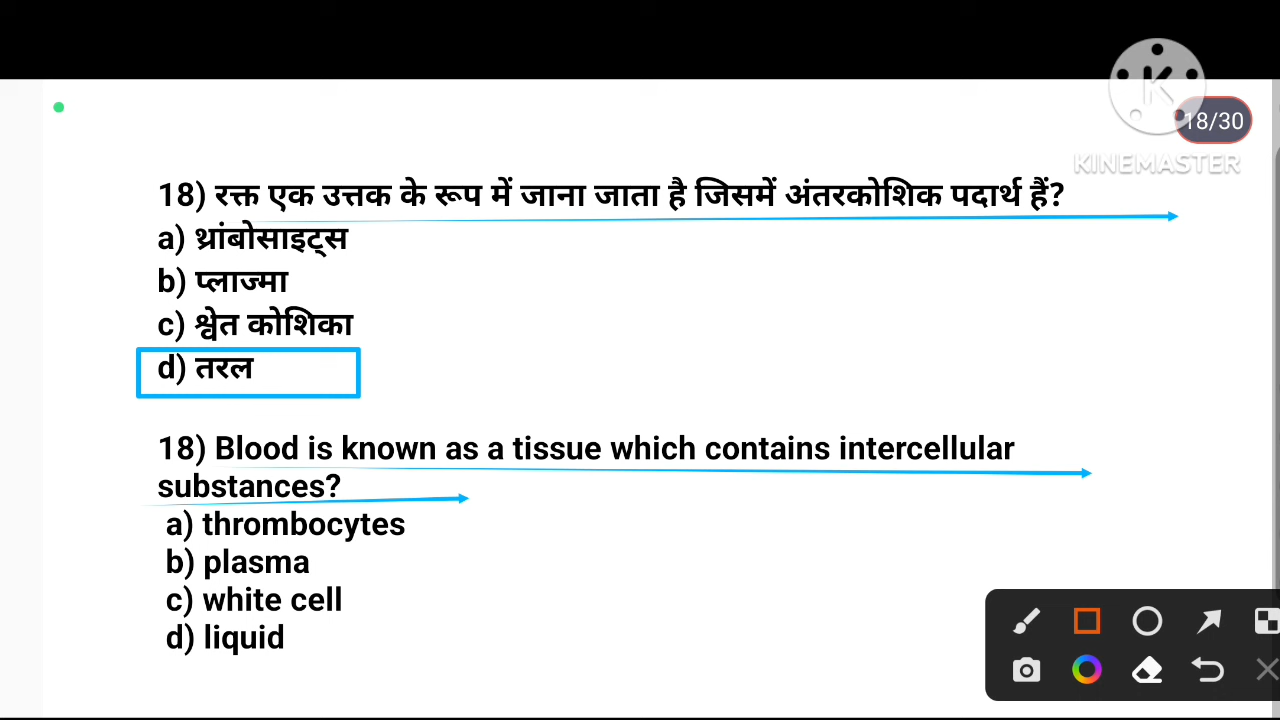 KINEMASTER
18/30
18) रक्त एक उत्तक के रूप में जाना जाता है जिसमें अंतरकोशिक पदार्थ हैं?
a) थ्रांबोसाइट्स
b) प्लाज्मा
c) श्वेत कोशिका
d) तरल
18) Blood is known as a tissue which contains intercellular
substances?
a) thrombocytes
b) plasma
c) white cell
d) liquid